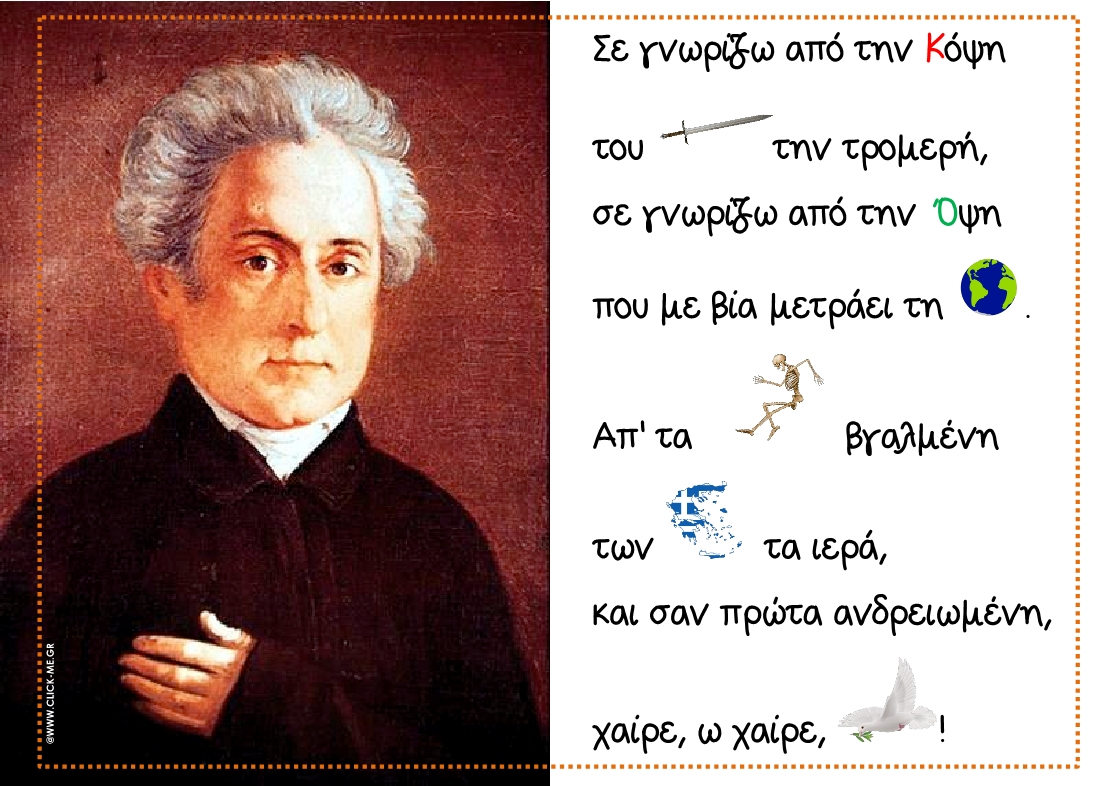 Σε γνωρίζω από την Κόψη
του την τρομερή,
σε γνωρίζω από την Όψη
που με βία μετράει τη .
Απ' τα βγαλμένη
των τα ιερά,
και σαν πρώτα ανδρειωμένη,
χαίρε, ω χαίρε, !
@WWW.CLICK-ME.GR